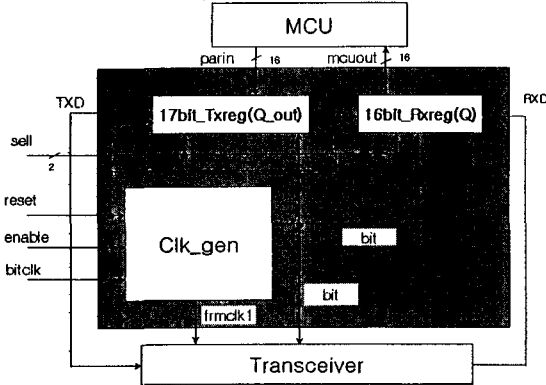 MCU
parin 16 mcuout 16
TXD RXD
17bit_Txreg(Q_out) 16bit_Rxreg(Q)
sell
2
reset
enable
bitclk
Clk_gen
bit
bit
frmclk1
Transceiver